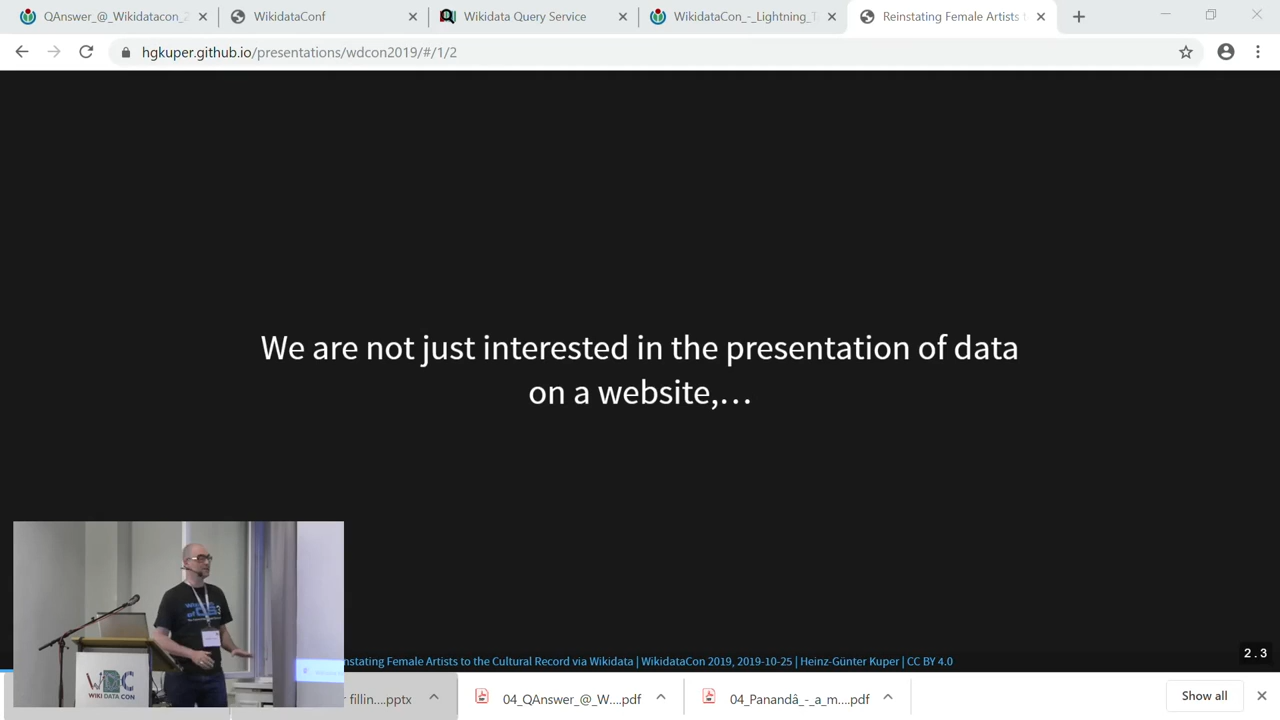 QAnswer_@_Wikidatacon_2
WikidataConf
Wikidata Query Service
WikidataCon_-_Lightning_T
Reinstating Female Artists
hgkuper.github.io/presentations/wdcon2019/#/1/2
We are not just interested in the presentation of data
on a website,…
2.3
nstating Female Artists to the Cultural Record via Wikidata | WikidataCon 2019, 2019-10-25 | Heinz-Günter Kuper | CC BY 4.0
WIKI DATA CON
r fillin....pptx
04_QAnswer_@_W....pdf
04_Panandâ_-_a_m....pdf
Show all